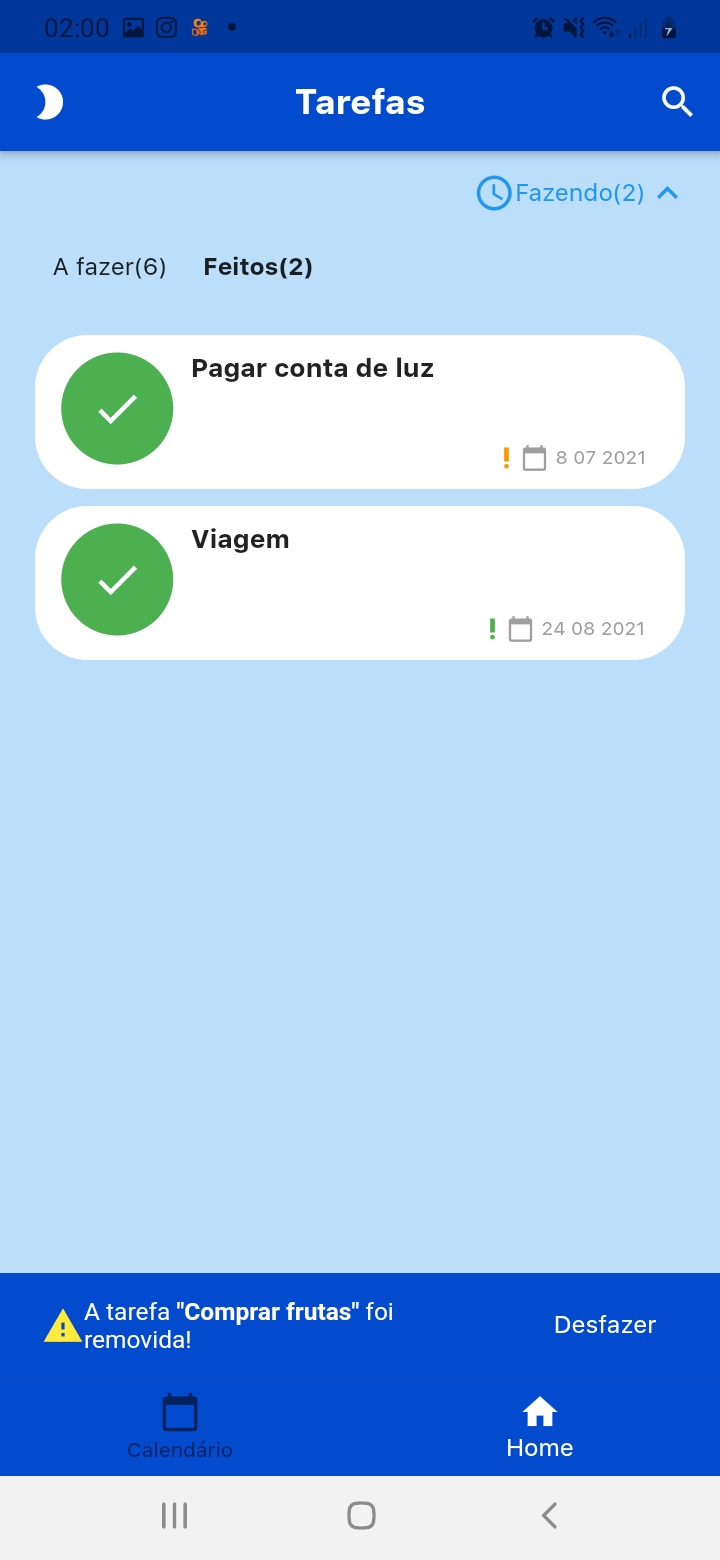 02:00
Tarefas
Fazendo(2)
A fazer(6) Feitos(2)
Pagar conta de luz
8 07 2021
Viagem
24 08 2021
A tarefa "Comprar frutas" foi
removida!
Desfazer
Calendário
Home